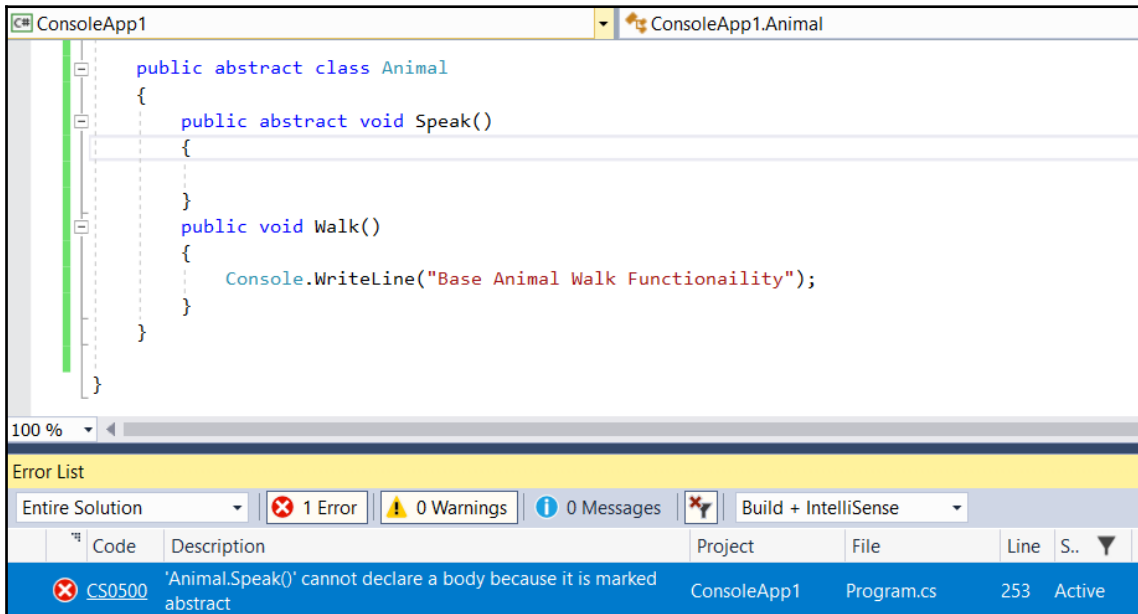 C# ConsoleApp1 ConsoleApp1.Animal
public abstract class Animal
{
public abstract void Speak()
{
}
public void Walk()
{
Console.WriteLine("Base Animal Walk Functionaility");
}
}
}
100 %
Error List
Entire Solution 1 Error 0 Warnings 0 Messages Build + IntelliSense
Code Description Project File Line S..
CS0500 'Animal.Speak()' cannot declare a body because it is marked abstract ConsoleApp1 Program.cs 253 Active